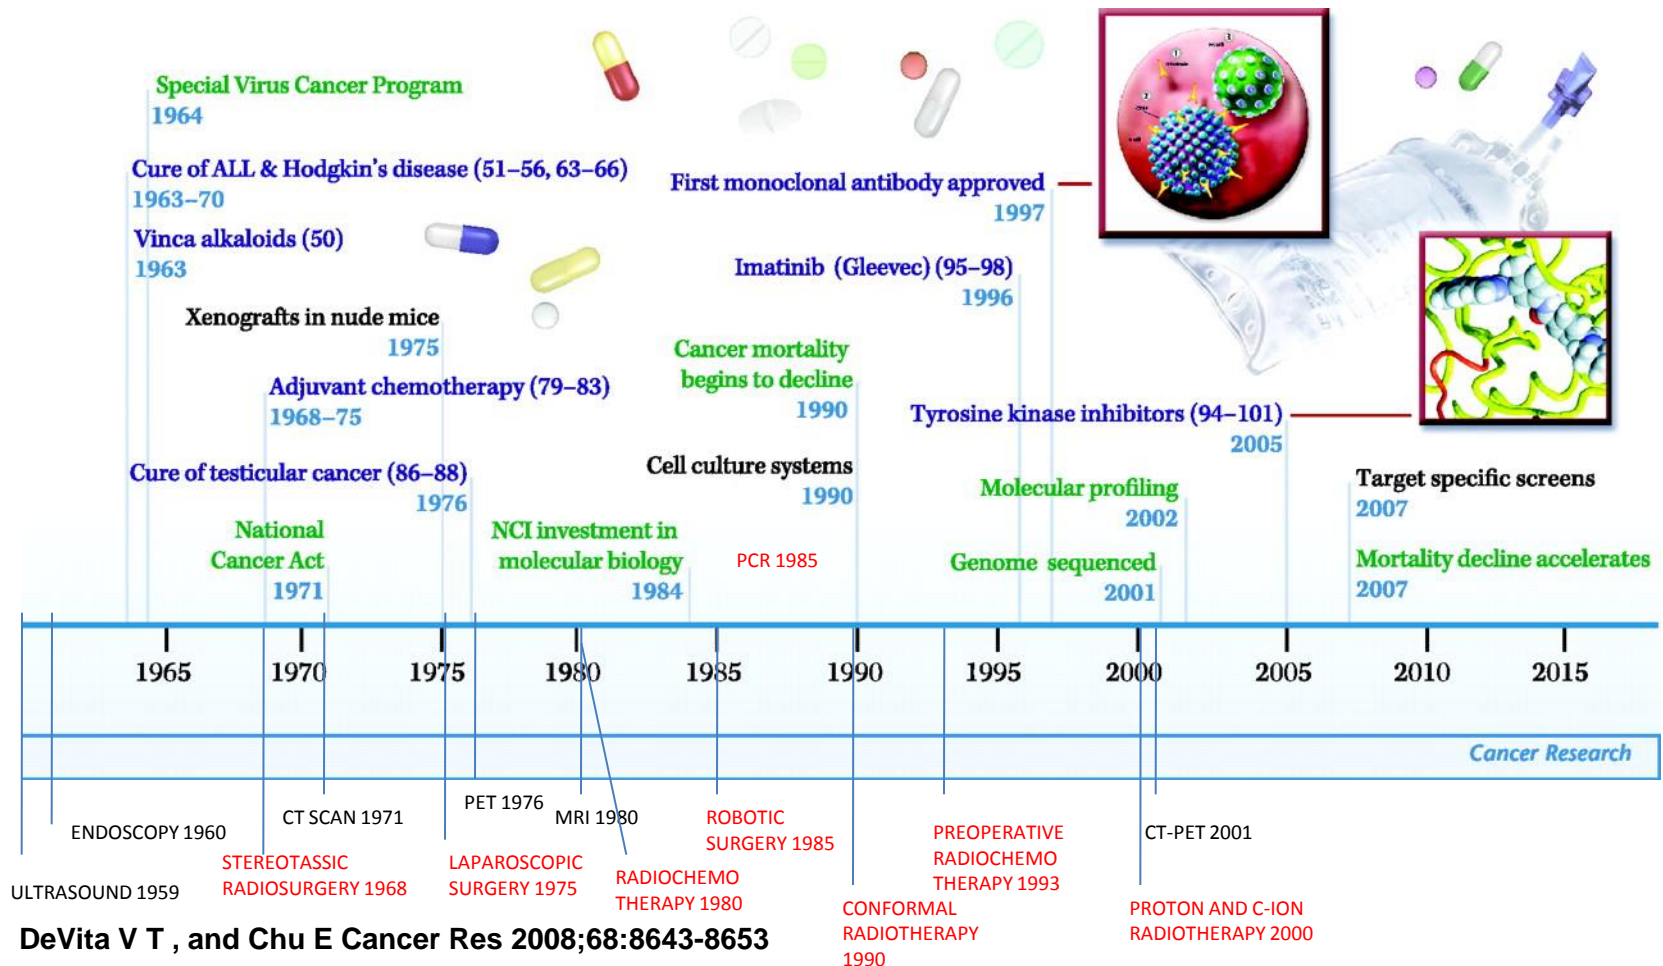 Special Virus Cancer Program
1964
Cure of ALL & Hodgkin's disease (51–56, 63–66)
1963–70
Vinca alkaloids (50)
1963
Xenografts in nude mice
1975
Adjuvant chemotherapy (79–83)
1968–75
Cure of testicular cancer (86–88)
1976
National
Cancer Act
1971
First monoclonal antibody approved
1997
Imatinib (Gleevec) (95–98)
1996
Cancer mortality
begins to decline
1990
Tyrosine kinase inhibitors (94–101)
2005
Cell culture systems
1990
Molecular profiling
2002
Target specific screens
2007
NCI investment in
molecular biology
1984
PCR 1985
Genome sequenced
2001
Mortality decline accelerates
2007
1965 1970 1975 1980 1985 1990 1995 2000 2005 2010 2015
Cancer Research
ULTRASOUND 1959
ENDOSCOPY 1960
STEREOTASSIC
RADIOSURGERY 1968
CT SCAN 1971
LAPAROSCOPIC
SURGERY 1975
PET 1976
MRI 1980
RADIOCHEMO
THERAPY 1980
ROBOTIC
SURGERY 1985
CONFORMAL
RADIOTHERAPY
1990
PREOPERATIVE
RADIOCHEMO
THERAPY 1993
CT-PET 2001
PROTON AND C-ION
RADIOTHERAPY 2000
DeVita V T , and Chu E Cancer Res 2008;68:8643-8653